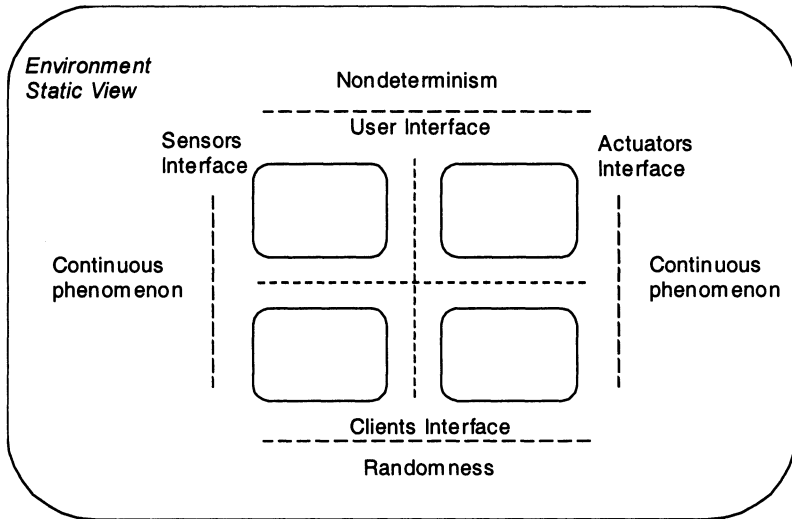 Environment
Static View
Nondeterminism
User Interface
Sensors
Interface
Actuators
Interface
Continuous
phenomenon
Continuous
phenomenon
Clients Interface
Randomness